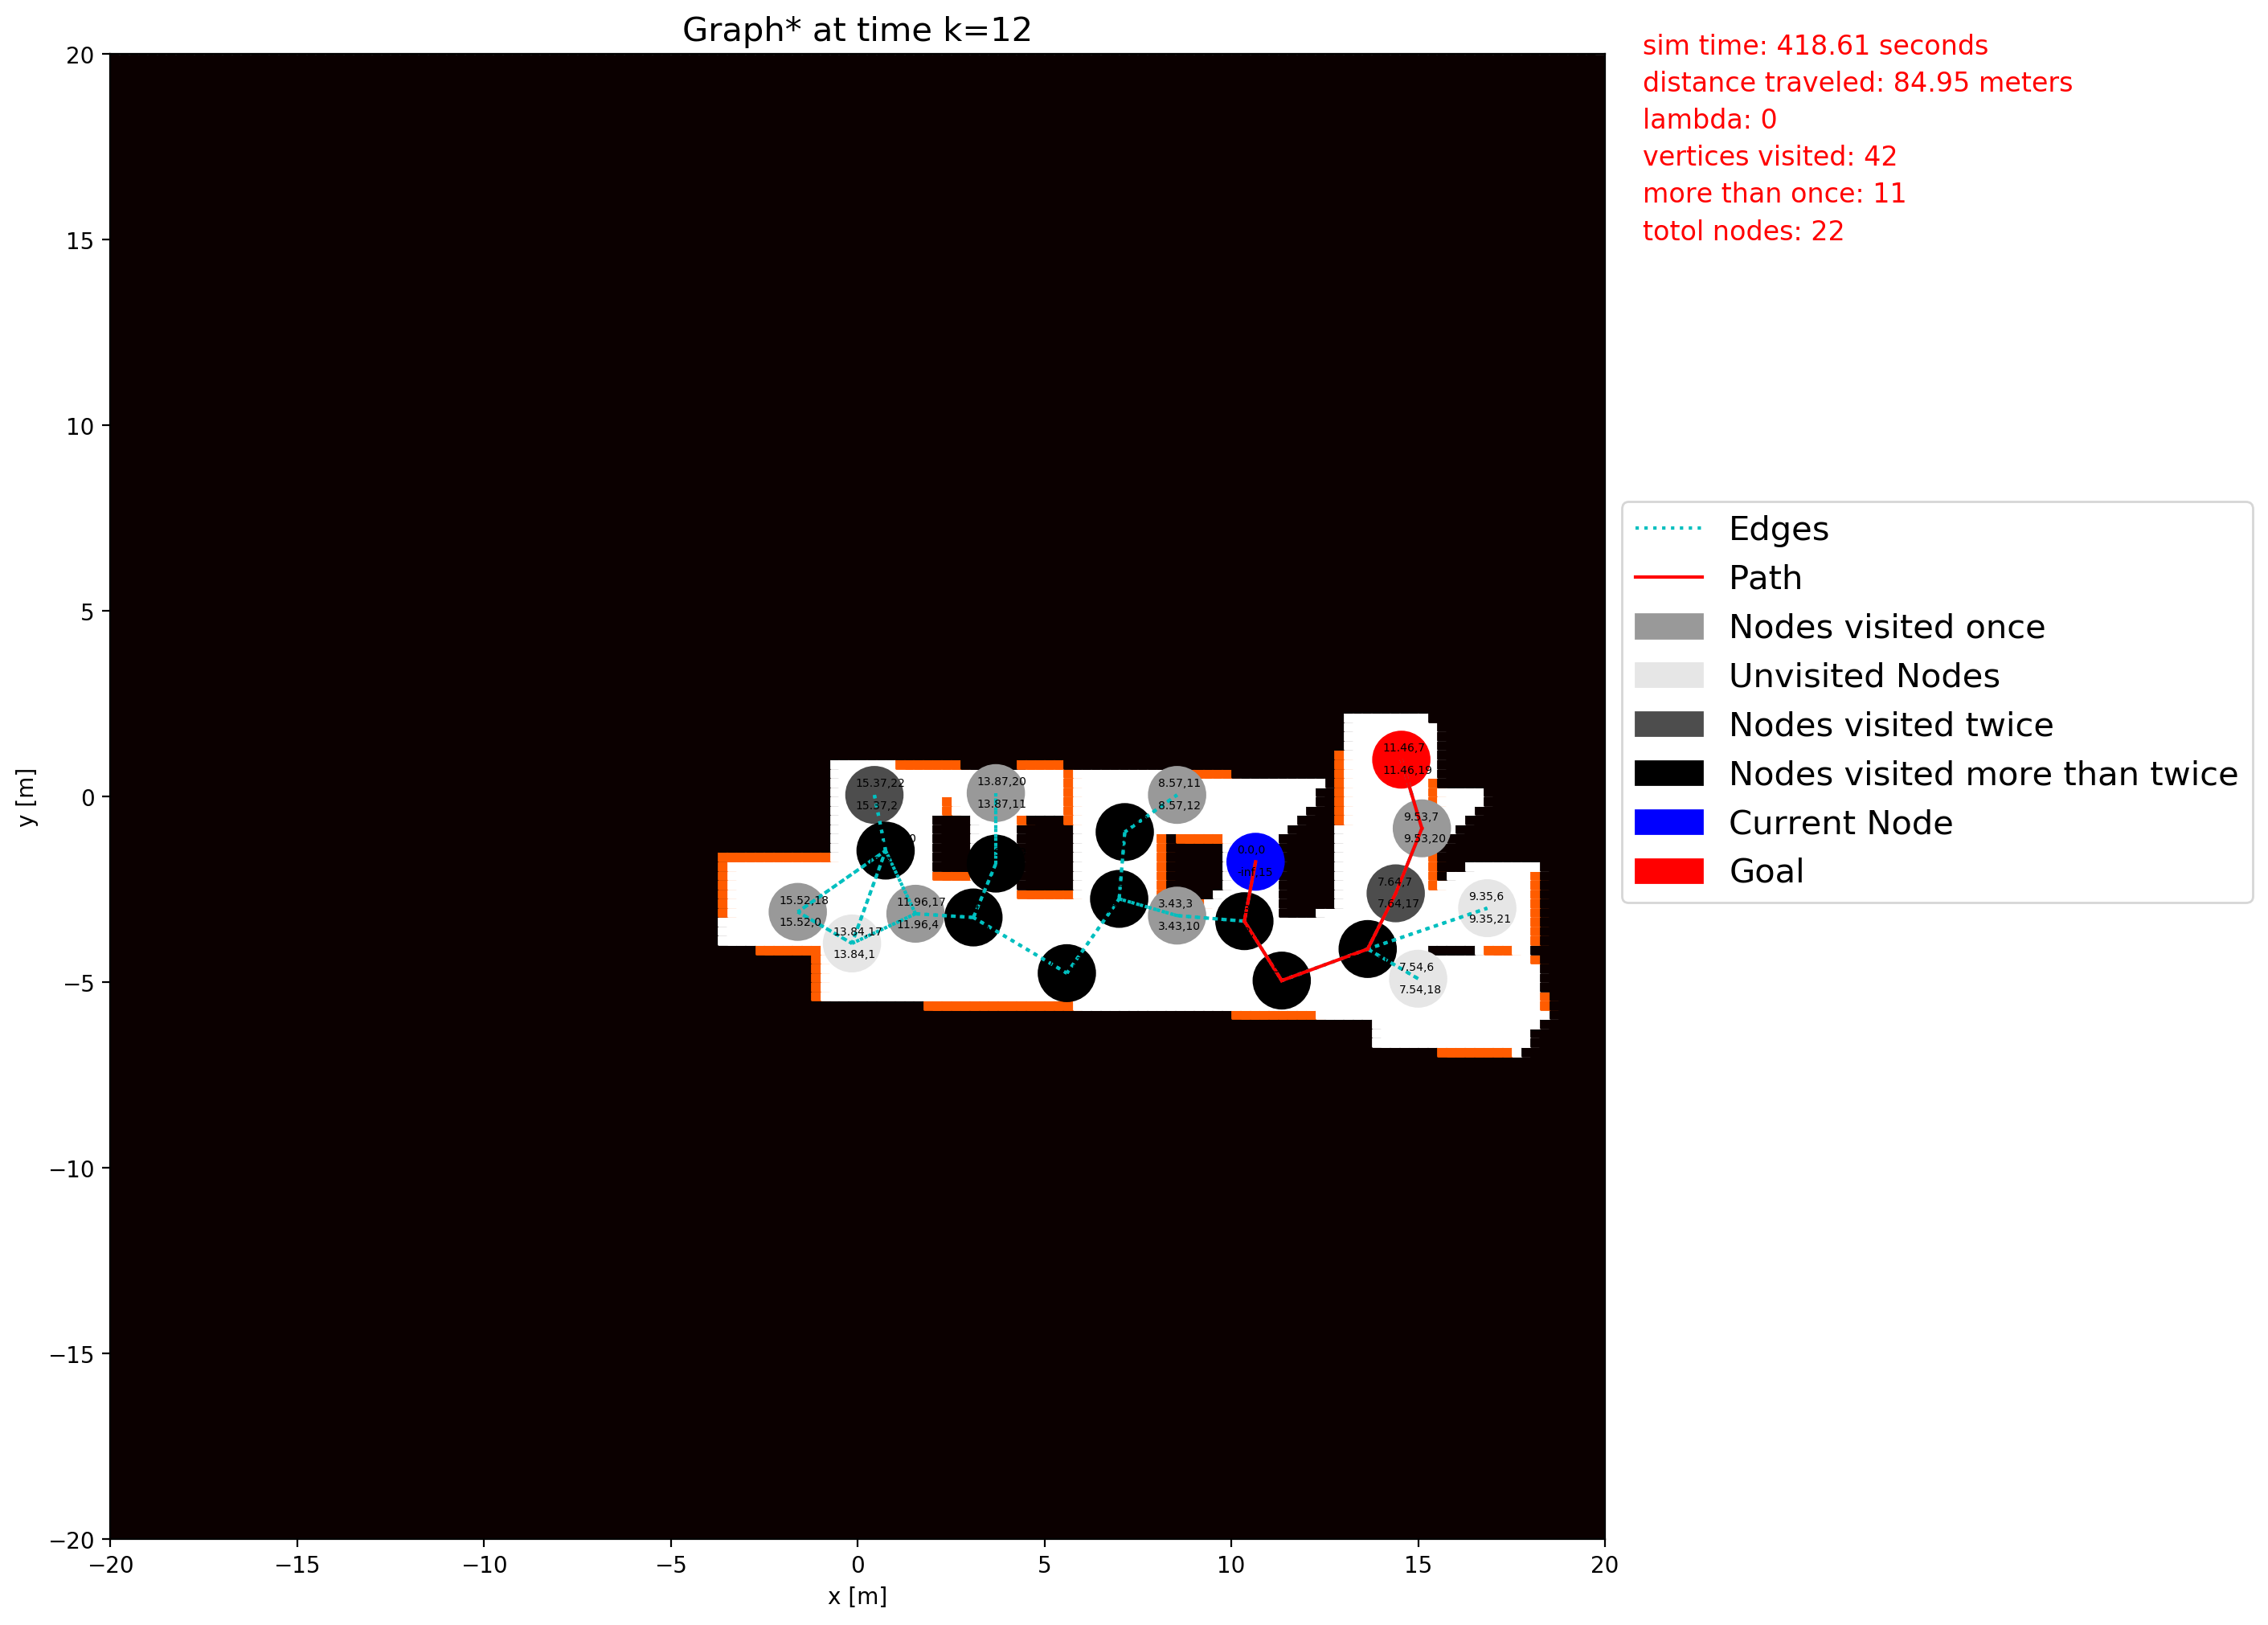 Graph* at time k=12
sim time: 418.61 seconds
distance traveled: 84.95 meters
lambda: 0
vertices visited: 42
more than once: 11
totol nodes: 22
20
15
10
5
0
−5
−10
−15
−20
y [m]
11.46,7
11.46,19
15.37,22
15.37,2
13.87,20
13.87,11
8.57,11
8.57,12
9.53,7
9.53,20
0.0,0
7.64,7
7.64,17
15.52,18
15.52,0
11.96,17
11.96,4
3.43,3
3.43,10
9.35,6
9.35,21
13.84,17
13.84,1
7.54,6
7.54,18
Edges
Path
Nodes visited once
Unvisited Nodes
Nodes visited twice
Nodes visited more than twice
Current Node
Goal
−20
−15
−10
−5
0
5
10
15
20
x [m]